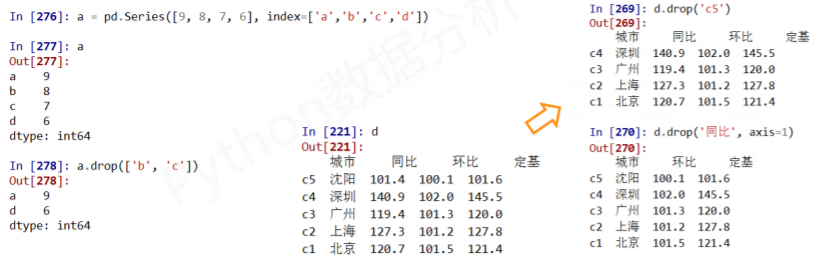 In [276]: a = pd.Series([9, 8, 7, 6], index=['a','b','c','d'])
In [277]: a
Out[277]:
a 9
b 8
c 7
d 6
dtype: int64
In [278]: a.drop(['b', 'c'])
Out[278]:
a 9
d 6
dtype: int64
In [221]: d
Out[221]:
城市 同比 环比 定基
c5 沈阳 101.4 100.1 101.6
c4 深圳 140.9 102.0 145.5
c3 广州 119.4 101.3 120.0
c2 上海 127.3 101.2 127.8
c1 北京 120.7 101.5 121.4
In [269]: d.drop('c5')
Out[269]:
城市 同比 环比 定基
c4 深圳 140.9 102.0 145.5
c3 广州 119.4 101.3 120.0
c2 上海 127.3 101.2 127.8
c1 北京 120.7 101.5 121.4
In [270]: d.drop('同比', axis=1)
Out[270]:
城市 环比 定基
c5 沈阳 100.1 101.6
c4 深圳 102.0 145.5
c3 广州 101.3 120.0
c2 上海 101.2 127.8
c1 北京 101.5 121.4
Python数据分析